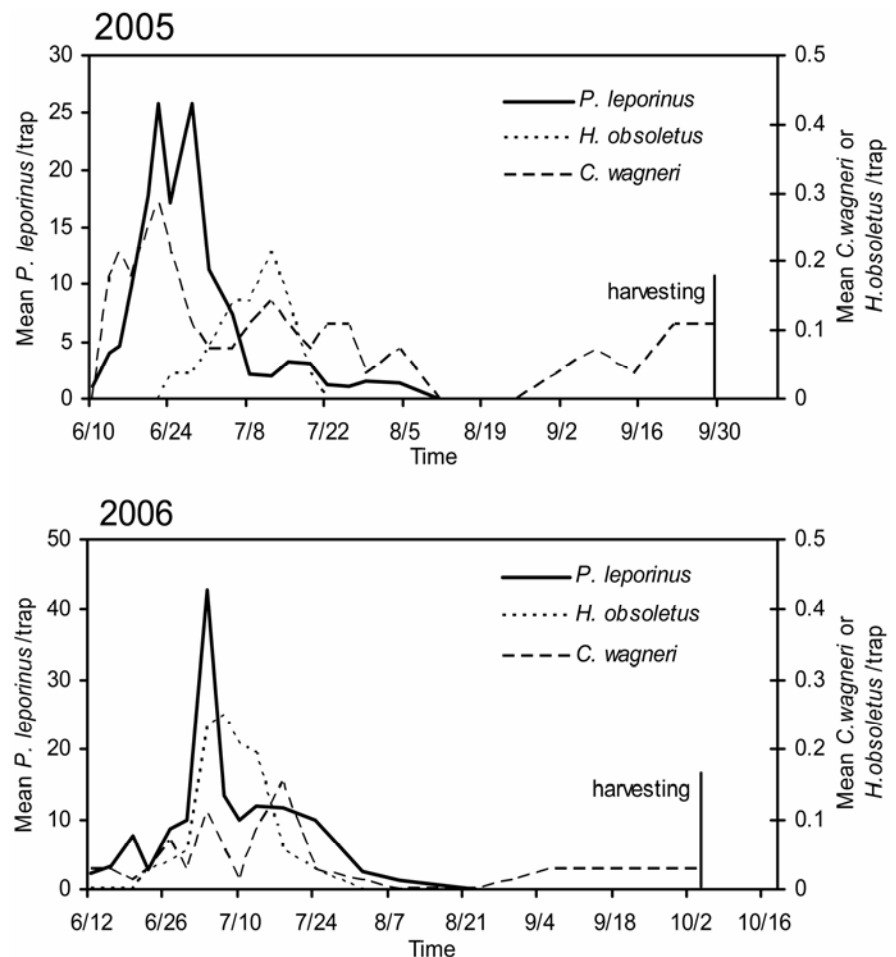 2005
30
25
20
15
10
5
0
Mean P. leporinus /trap
0.5
0.4
0.3
0.2
0.1
0
Mean C.wagneri or
H.obsoletus /trap
P. leporinus
H. obsoletus
C. wagneri
harvesting
6/10 6/24 7/8 7/22 8/5 8/19 9/2 9/16 9/30
Time
2006
50
40
30
20
10
0
Mean P. leporinus /trap
0.5
0.4
0.3
0.2
0.1
0
Mean C.wagneri or
H.obsoletus /trap
P. leporinus
H. obsoletus
C. wagneri
harvesting
6/12 6/26 7/10 7/24 8/7 8/21 9/4 9/18 10/2 10/16
Time